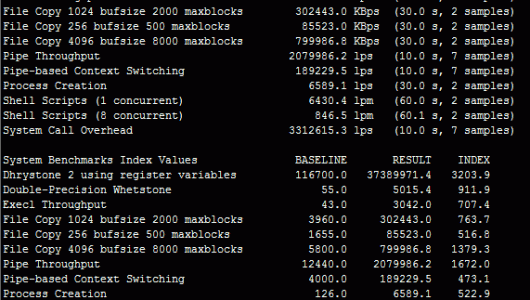 File Copy 1024 bufsize 2000 maxblocks 302443.0 KBps (30.0 s, 2 samples)
File Copy 256 bufsize 500 maxblocks 85523.0 KBps (30.0 s, 2 samples)
File Copy 4096 bufsize 8000 maxblocks 799986.8 KBps (30.0 s, 2 samples)
Pipe Throughput 2079986.2 lps (10.0 s, 7 samples)
Pipe-based Context Switching 189229.5 lps (10.0 s, 7 samples)
Process Creation 6589.1 lps (30.0 s, 2 samples)
Shell Scripts (1 concurrent) 6430.4 lpm (60.0 s, 2 samples)
Shell Scripts (8 concurrent) 846.5 lpm (60.1 s, 2 samples)
System Call Overhead 3312615.3 lps (10.0 s, 7 samples)
System Benchmarks Index Values BASELINE RESULT INDEX
Dhrystone 2 using register variables 116700.0 37389971.4 3203.9
Double-Precision Whetstone 55.0 5015.4 911.9
Execl Throughput 43.0 3042.0 707.4
File Copy 1024 bufsize 2000 maxblocks 3960.0 302443.0 763.7
File Copy 256 bufsize 500 maxblocks 1655.0 85523.0 516.8
File Copy 4096 bufsize 8000 maxblocks 5800.0 799986.8 1379.3
Pipe Throughput 12440.0 2079986.2 1672.0
Pipe-based Context Switching 4000.0 189229.5 473.1
Process Creation 126.0 6589.1 522.9